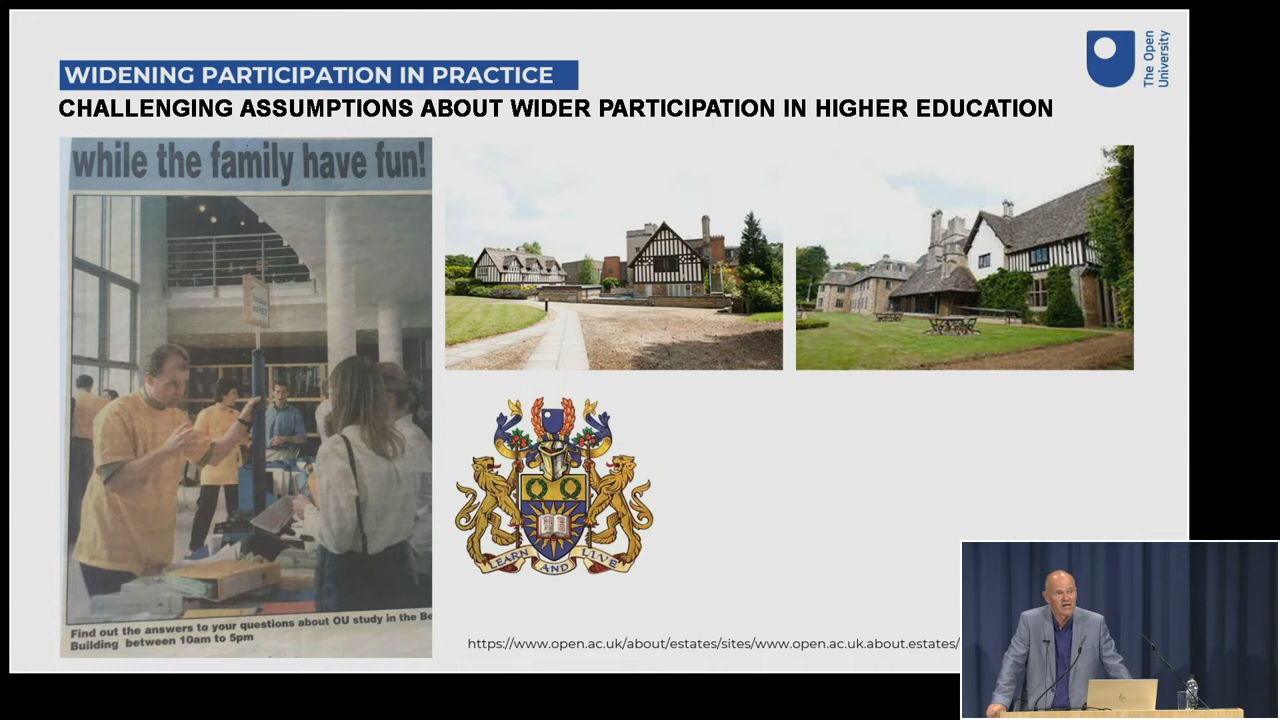 WIDENING PARTICIPATION IN PRACTICE
The Open
University
CHALLENGING ASSUMPTIONS ABOUT WIDER PARTICIPATION IN HIGHER EDUCATION
while the family have fun!
LEARN AND LIVE
Find out the answers to your questions about OU study in the Be
Building between 10am to 5pm
https://www.open.ac.uk/about/estates/sites/www.open.ac.uk.about.estates/